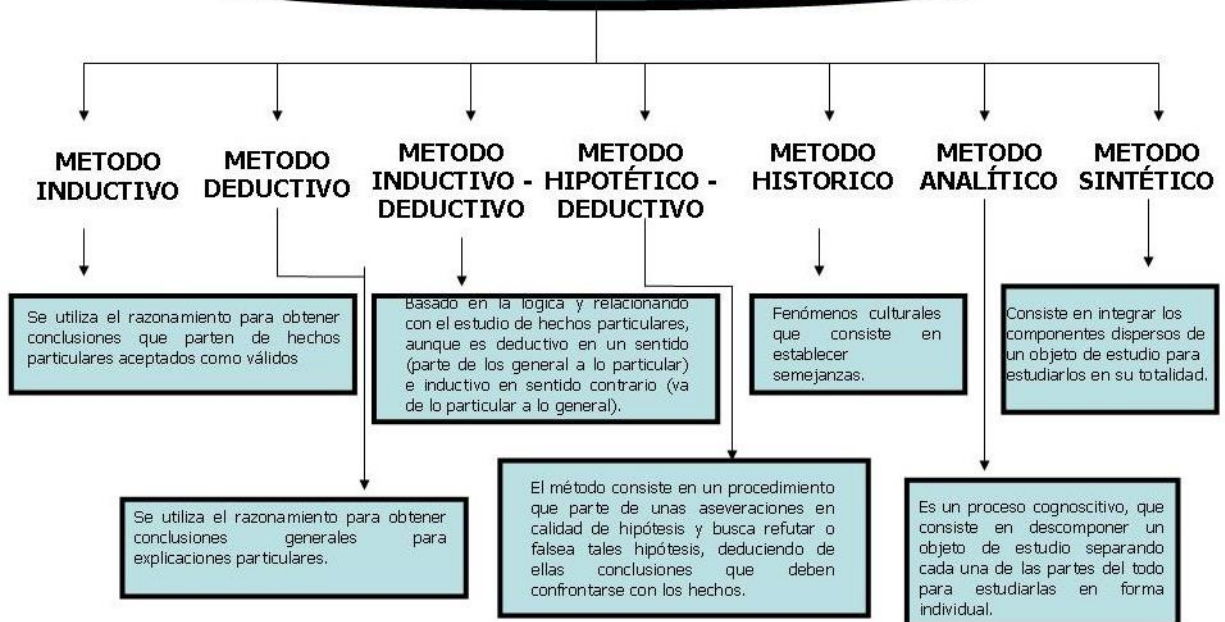 METODO
INDUCTIVO
METODO
DEDUCTIVO
METODO
INDUCTIVO -
DEDUCTIVO
METODO
HIPOTÉTICO -
DEDUCTIVO
METODO
HISTORICO
METODO
ANALÍTICO
METODO
SINTÉTICO
Se utiliza el razonamiento para obtener
conclusiones que parten de hechos
particulares aceptados como válidos
Basado en la lógica y relacionando
con el estudio de hechos particulares,
aunque es deductivo en un sentido
(parte de los general a lo particular)
e inductivo en sentido contrario (va
de lo particular a lo general).
Fenómenos culturales
que consiste en
establecer
semejanzas.
Consiste en integrar los
componentes dispersos de
un objeto de estudio para
estudiarlos en su totalidad.
Se utiliza el razonamiento para obtener
conclusiones generales para
explicaciones particulares.
El método consiste en un procedimiento
que parte de unas aseveraciones en
calidad de hipótesis y busca refutar o
falsea tales hipótesis, deduciendo de
ellas conclusiones que deben
confrontarse con los hechos.
Es un proceso cognoscitivo, que
consiste en descomponer un
objeto de estudio separando
cada una de las partes del todo
para estudiarlas en forma
individual.